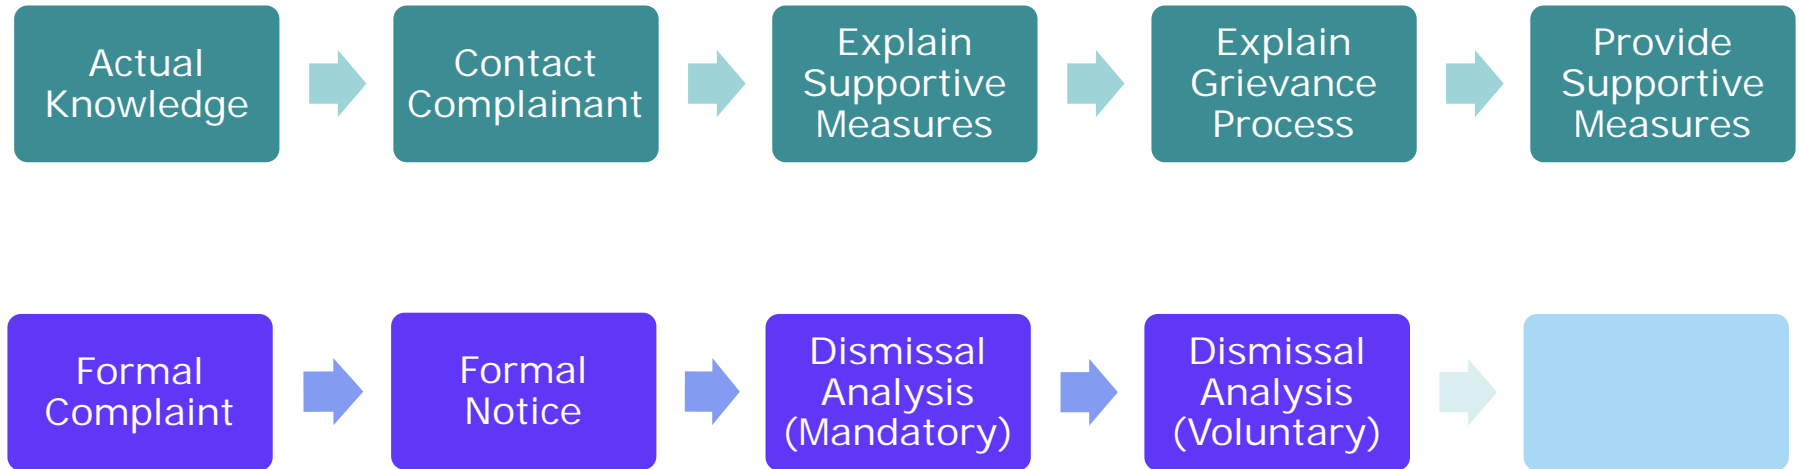 Actual
Knowledge
Contact
Complainant
Explain
Supportive
Measures
Explain
Grievance
Process
Provide
Supportive
Measures
Formal
Complaint
Formal
Notice
Dismissal
Analysis
(Mandatory)
Dismissal
Analysis
(Voluntary)